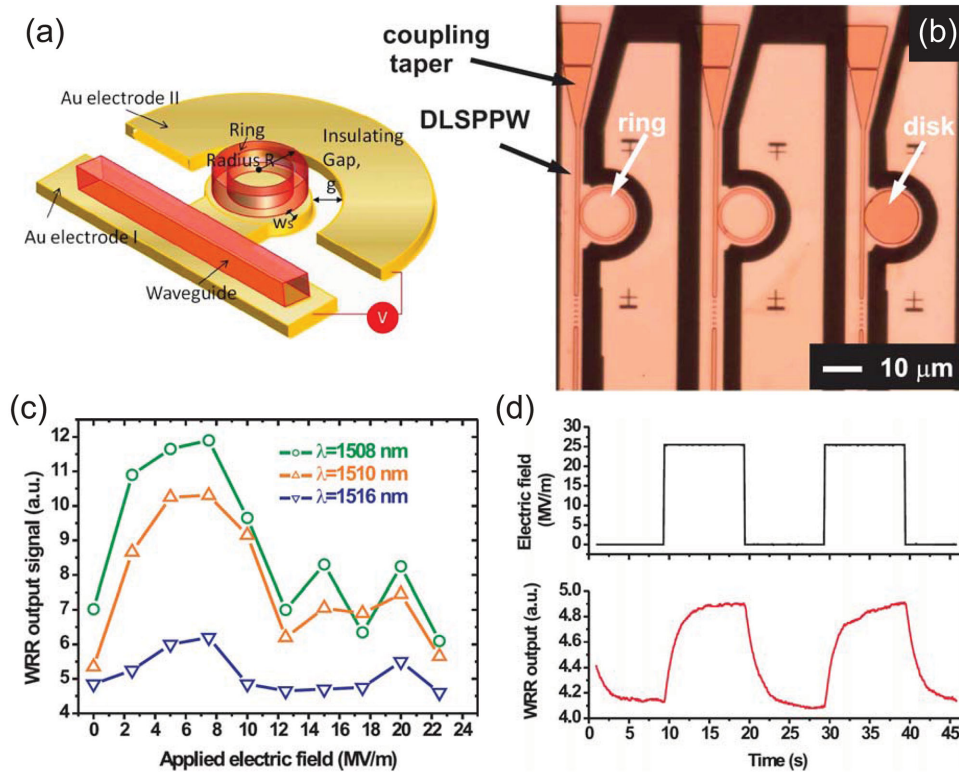 (a)
Au electrode II
Ring
Radius R
Insulating
Gap,
g
ws
Au electrode I
Waveguide
V
(b)
coupling
taper
DLSPPW
ring
disk
10 μm
(c)
12
11
10
9
8
7
6
5
4
WRR output signal (a.u.)
λ=1508 nm
λ=1510 nm
λ=1516 nm
0 2 4 6 8 10 12 14 16 18 20 22 24
Applied electric field (MV/m)
(d)
30
25
20
15
10
5
0
Electric field
(MV/m)
5.0
4.8
4.6
4.4
4.2
4.0
WRR output (a.u.)
0 5 10 15 20 25 30 35 40 45
Time (s)